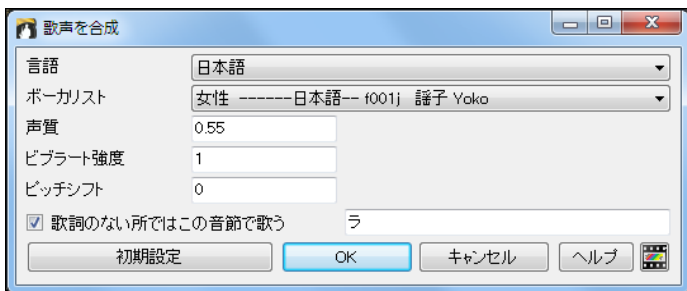 歌声を合成
言語 日本語
ボーカリスト 女性 ------日本語-- f001j 謡子 Yoko
声質 0.55
ビブラート強度 1
ピッチシフト 0
歌詞のない所ではこの音節で歌う ラ
初期設定 OK キャンセル ヘルプ